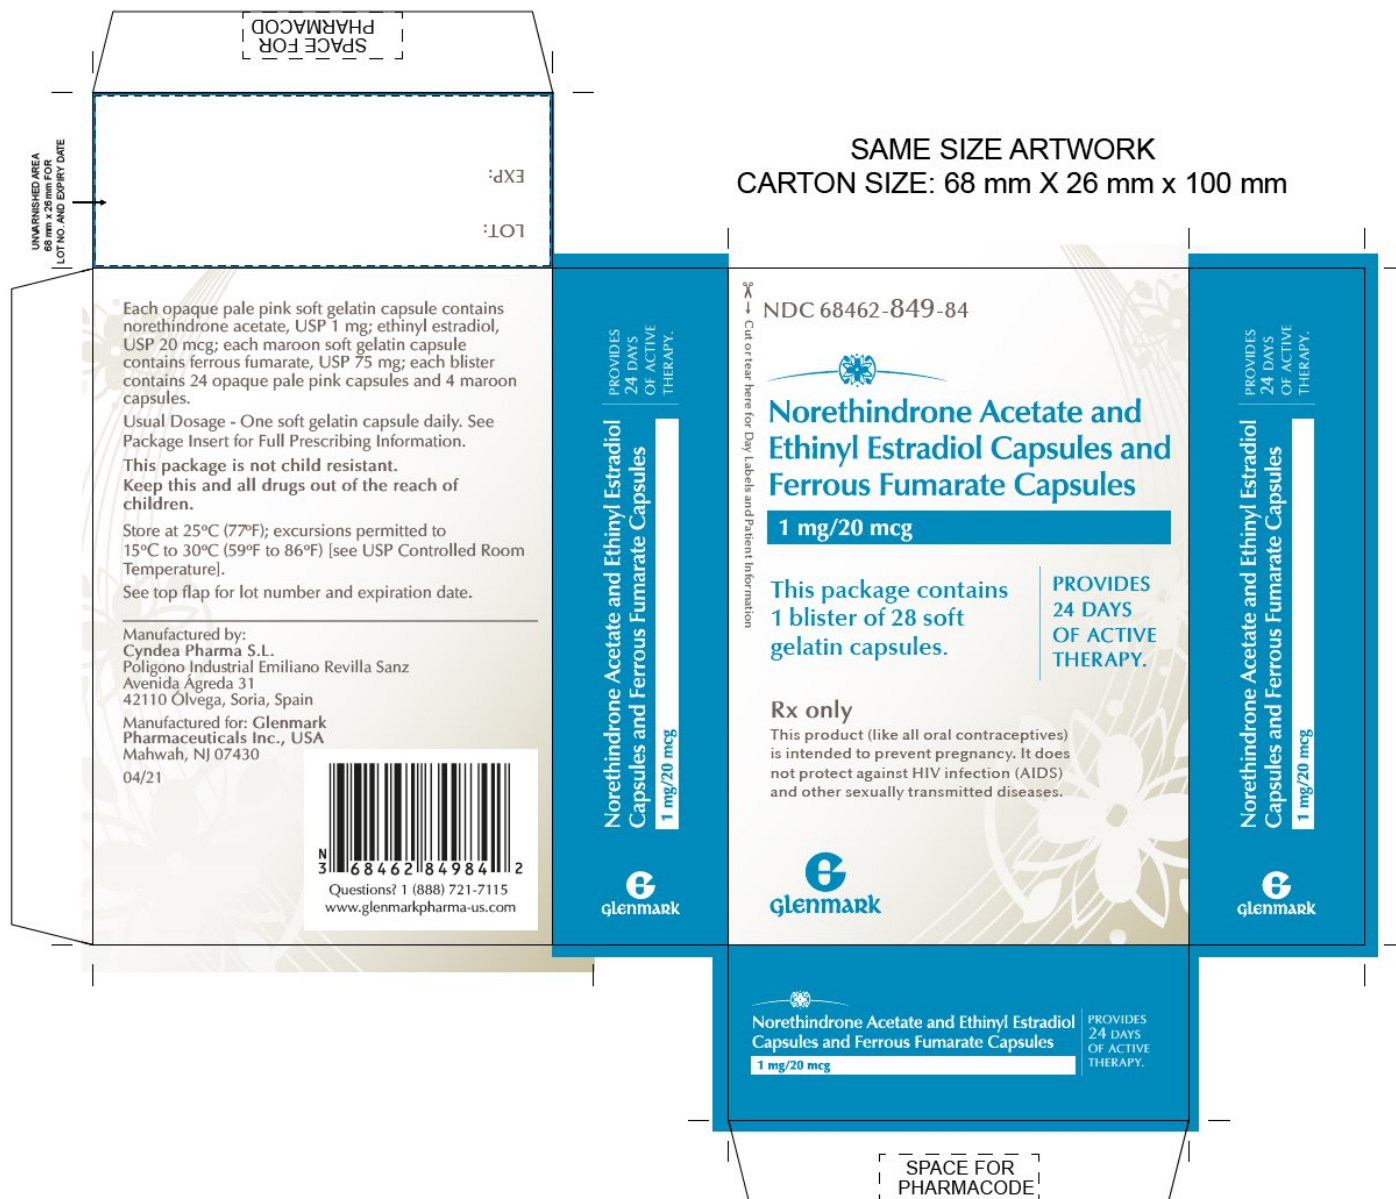 SPACE FOR
PHARMACOD
EXP:
LOT:
UNVARNISHED AREA
68 mm x 26 mm FOR
LOT NO. AND EXPIRY DATE
SAME SIZE ARTWORK
CARTON SIZE: 68 mm X 26 mm x 100 mm
Each opaque pale pink soft gelatin capsule contains
norethindrone acetate, USP 1 mg; ethinyl estradiol,
USP 20 mcg; each maroon soft gelatin capsule
contains ferrous fumarate, USP 75 mg; each blister
contains 24 opaque pale pink capsules and 4 maroon
capsules.
Usual Dosage - One soft gelatin capsule daily. See
Package Insert for Full Prescribing Information.
This package is not child resistant.
Keep this and all drugs out of the reach of
children.
Store at 25ºC (77ºF); excursions permitted to
15ºC to 30ºC (59ºF to 86ºF) [see USP Controlled Room
Temperature].
See top flap for lot number and expiration date.
Manufactured by:
Cyndea Pharma S.L.
Poligono Industrial Emiliano Revilla Sanz
Avenida Ágreda 31
42110 Ólvega, Soria, Spain
Manufactured for: Glenmark
Pharmaceuticals Inc., USA
Mahwah, NJ 07430
04/21
N
3 68462 84984 2
Questions? 1 (888) 721-7115
www.glenmarkpharma-us.com
PROVIDES
24 DAYS
OF ACTIVE
THERAPY.
Norethindrone Acetate and Ethinyl Estradiol
Capsules and Ferrous Fumarate Capsules
1 mg/20 mcg
Glenmark
Cut or tear here for Day Labels and Patient Information
NDC 68462-849-84
Norethindrone Acetate and
Ethinyl Estradiol Capsules and
Ferrous Fumarate Capsules
1 mg/20 mcg
This package contains
1 blister of 28 soft
gelatin capsules.
PROVIDES
24 DAYS
OF ACTIVE
THERAPY.
Rx only
This product (like all oral contraceptives)
is intended to prevent pregnancy. It does
not protect against HIV infection (AIDS)
and other sexually transmitted diseases.
Glenmark
PROVIDES
24 DAYS
OF ACTIVE
THERAPY.
Norethindrone Acetate and Ethinyl Estradiol
Capsules and Ferrous Fumarate Capsules
1 mg/20 mcg
Glenmark
Norethindrone Acetate and Ethinyl Estradiol
Capsules and Ferrous Fumarate Capsules
1 mg/20 mcg
PROVIDES
24 DAYS
OF ACTIVE
THERAPY.
SPACE FOR
PHARMACODE